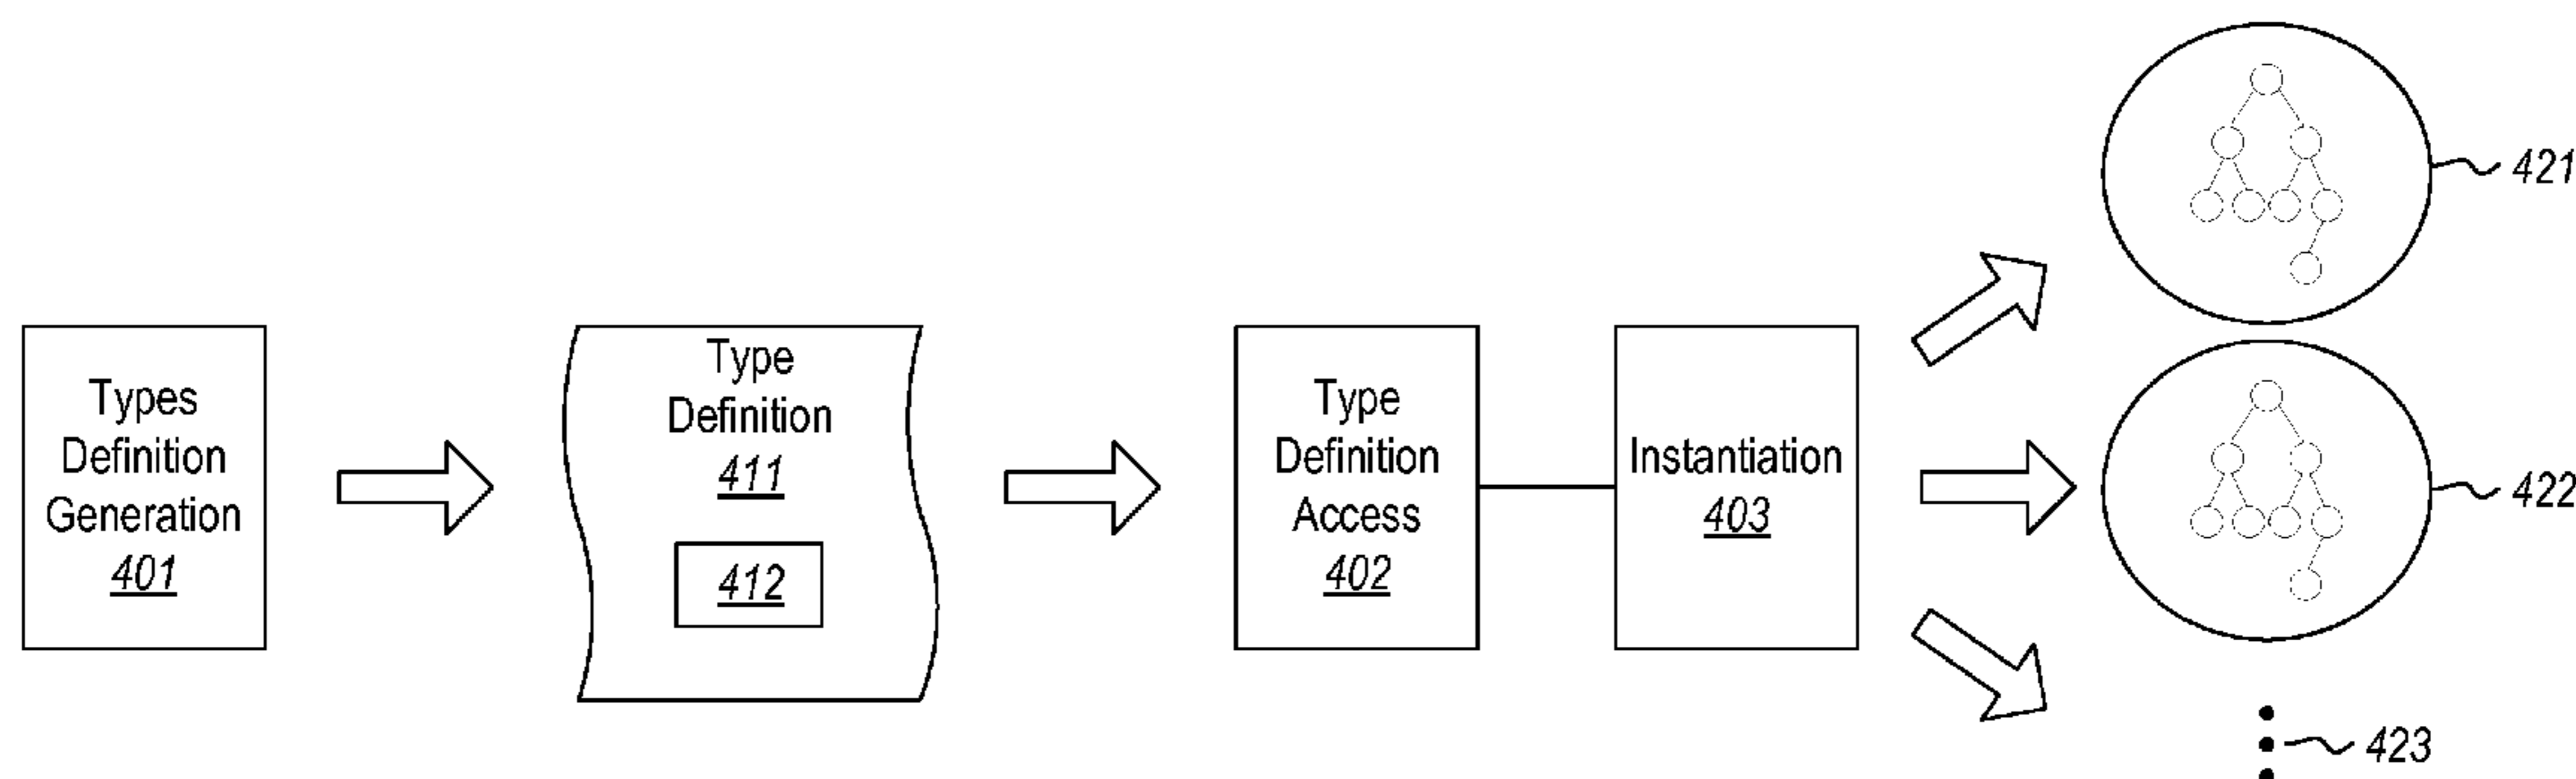 Types
Definition
Generation
401
Type
Definition
411
412
Type
Definition
Access
402
Instantiation
403
421
422
423